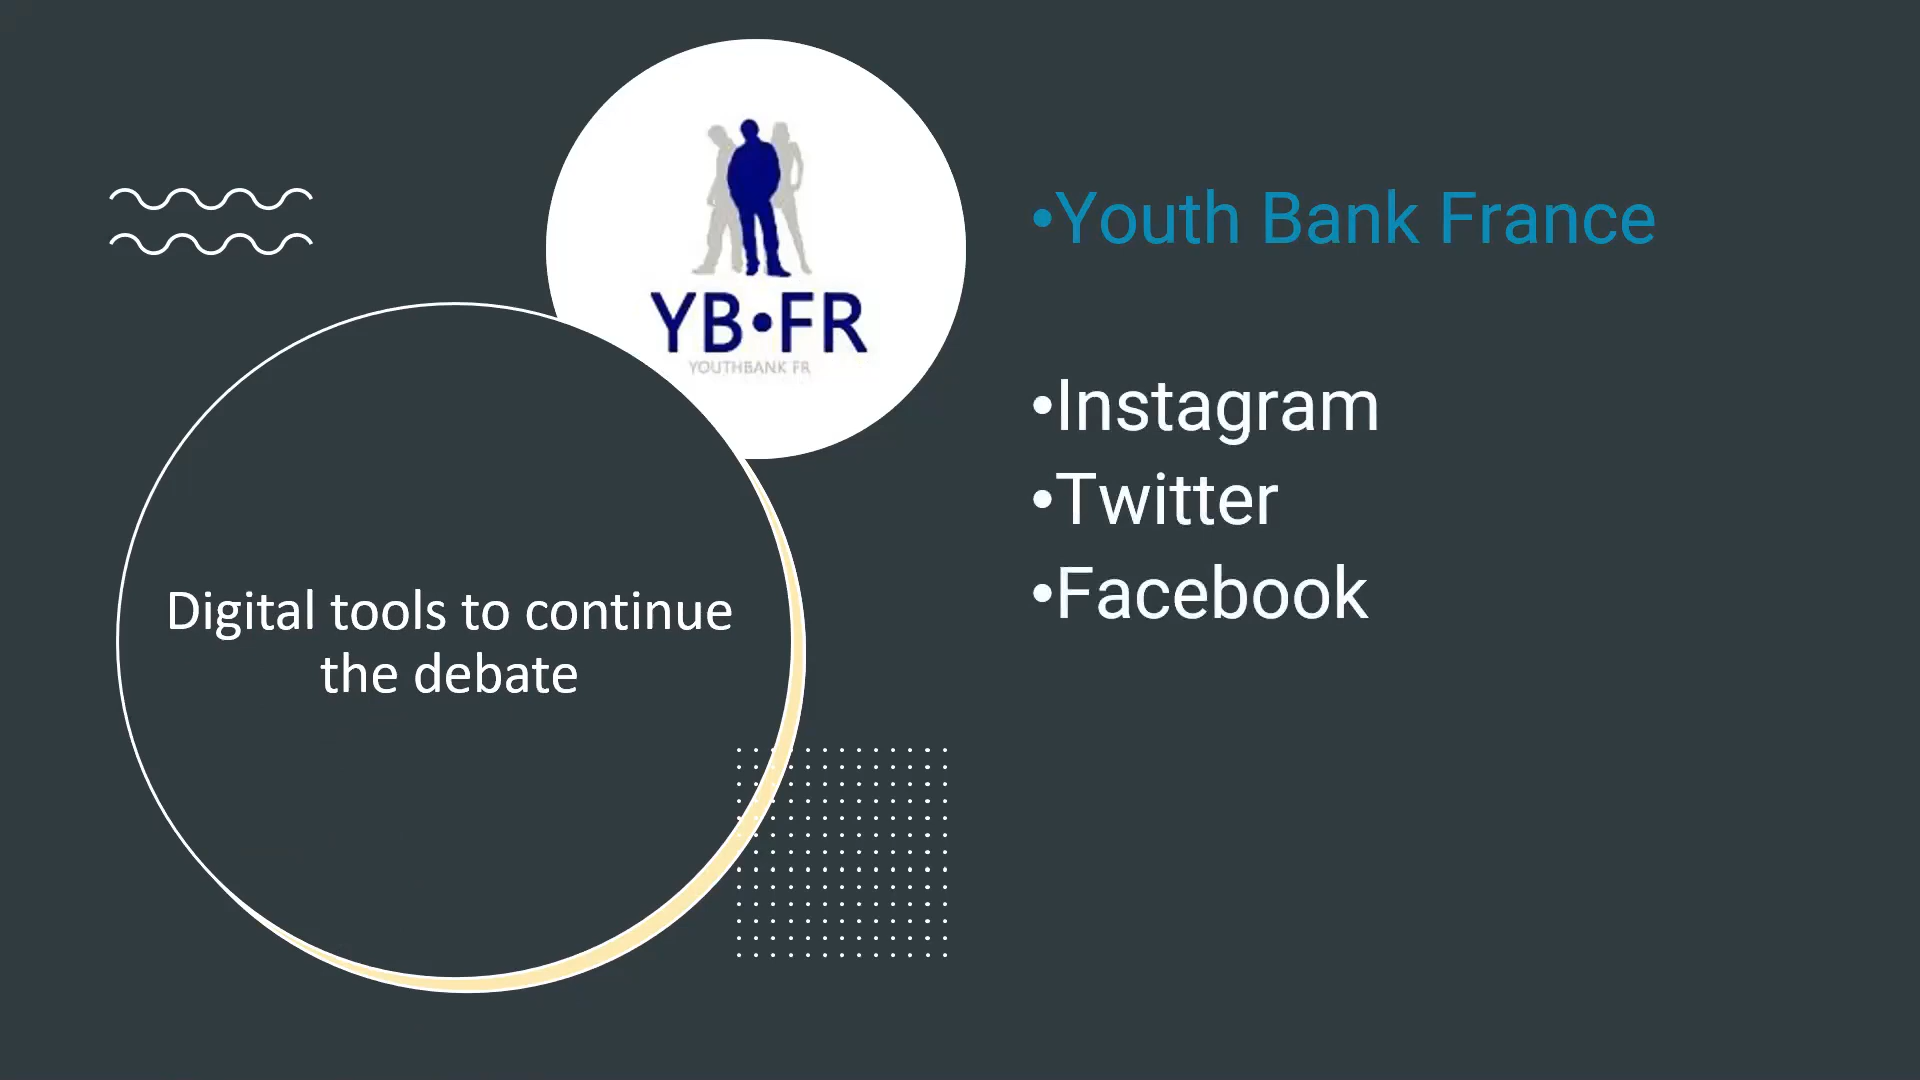 YB•FR
YOUTHBANK FR
Digital tools to continue
the debate
•Youth Bank France
•Instagram
•Twitter
•Facebook